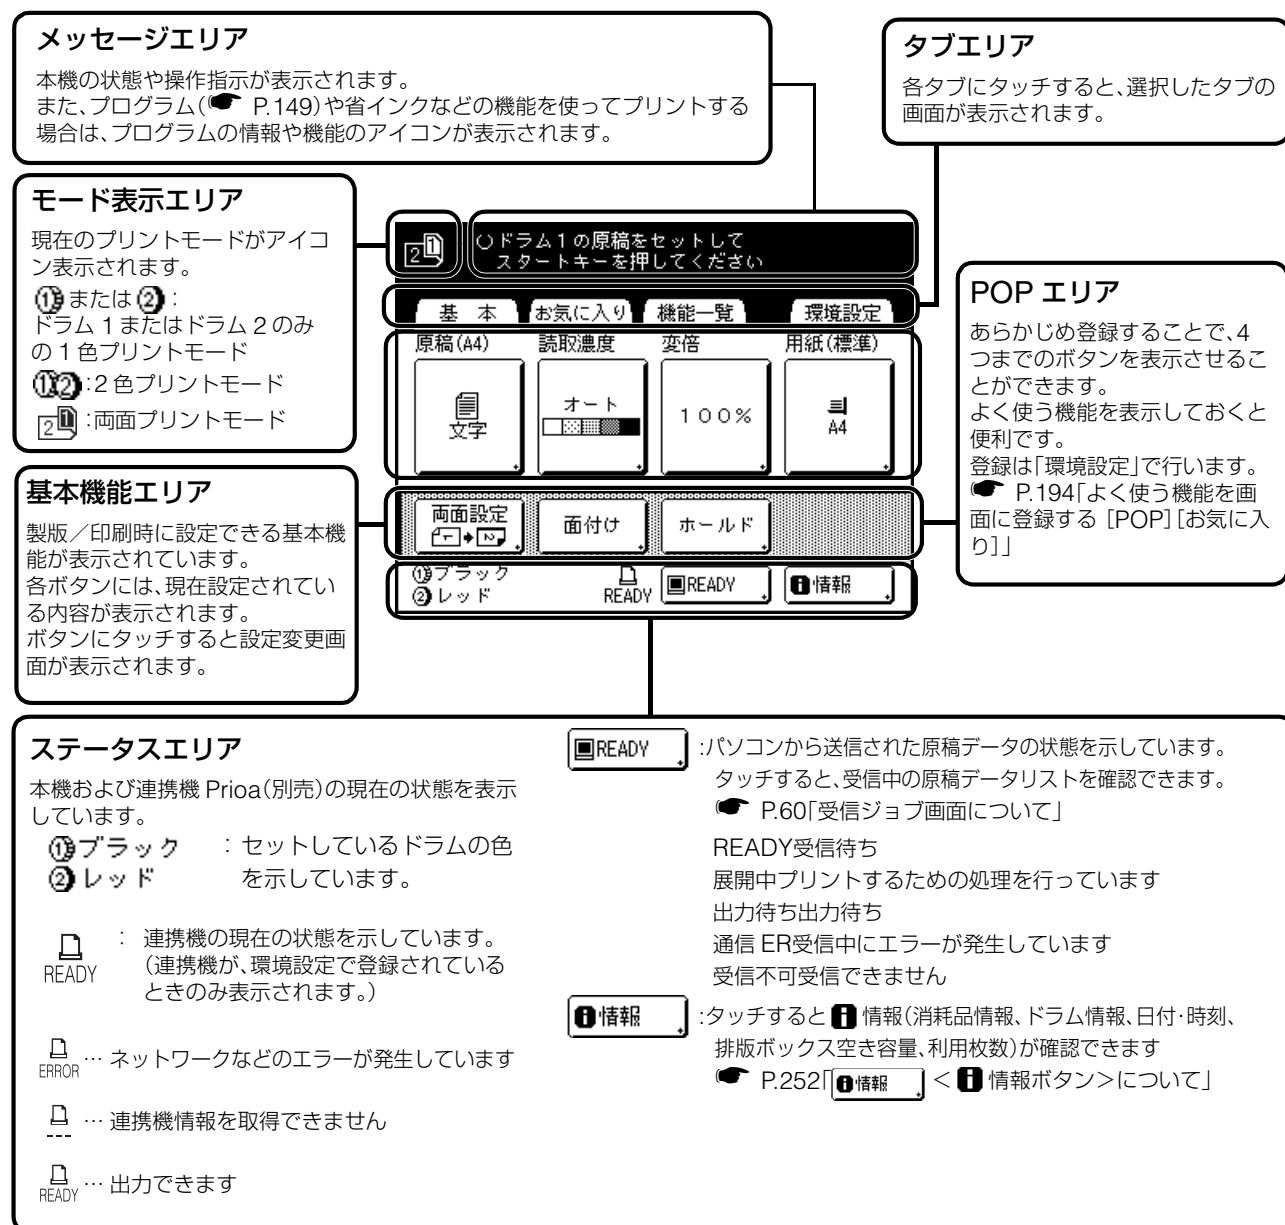 メッセージエリア
本機の状態や操作指示が表示されます。
また、プログラム(☛ P.149)や省インクなどの機能を使ってプリントする
場合は、プログラムの情報や機能のアイコンが表示されます。
タブエリア
各タブにタッチすると、選択したタブの
画面が表示されます。
モード表示エリア
現在のプリントモードがアイコ
ン表示されます。
①または②:
ドラム 1 またはドラム 2 のみ
の 1 色プリントモード
①②:2 色プリントモード
2 1:両面プリントモード
基本機能エリア
製版／印刷時に設定できる基本機
能が表示されています。
各ボタンには、現在設定されてい
る内容が表示されます。
ボタンにタッチすると設定変更画
面が表示されます。
2 1
○ドラム1の原稿をセットして
スタートキーを押してください
基 本 お気に入り 機能一覧 環境設定
原稿(A4) 読取濃度 変倍 用紙(標準)
文字
オート
100%
A4
両面設定
1 2
面付け
ホールド
①ブラック
②レッド
READY
READY
情報
POP エリア
あらかじめ登録することで、4
つまでのボタンを表示させるこ
とができます。
よく使う機能を表示しておくと
便利です。
登録は「環境設定」で行います。
☛ P.194「よく使う機能を画
面に登録する [POP][お気に入
り]」
ステータスエリア
本機および連携機 Prioa(別売)の現在の状態を表示
しています。
①ブラック : セットしているドラムの色
②レッド を示しています。
READY : 連携機の現在の状態を示しています。
(連携機が、環境設定で登録されている
ときのみ表示されます。)
ERROR … ネットワークなどのエラーが発生しています
--- … 連携機情報を取得できません
READY … 出力できます
READY :パソコンから送信された原稿データの状態を示しています。
タッチすると、受信中の原稿データリストを確認できます。
☛ P.60「受信ジョブ画面について」
READY受信待ち
展開中プリントするための処理を行っています
出力待ち出力待ち
通信 ER受信中にエラーが発生しています
受信不可受信できません
情報 :タッチすると 情報(消耗品情報、ドラム情報、日付・時刻、
排版ボックス空き容量、利用枚数)が確認できます
☛ P.252「情報 < 情報ボタン>について」